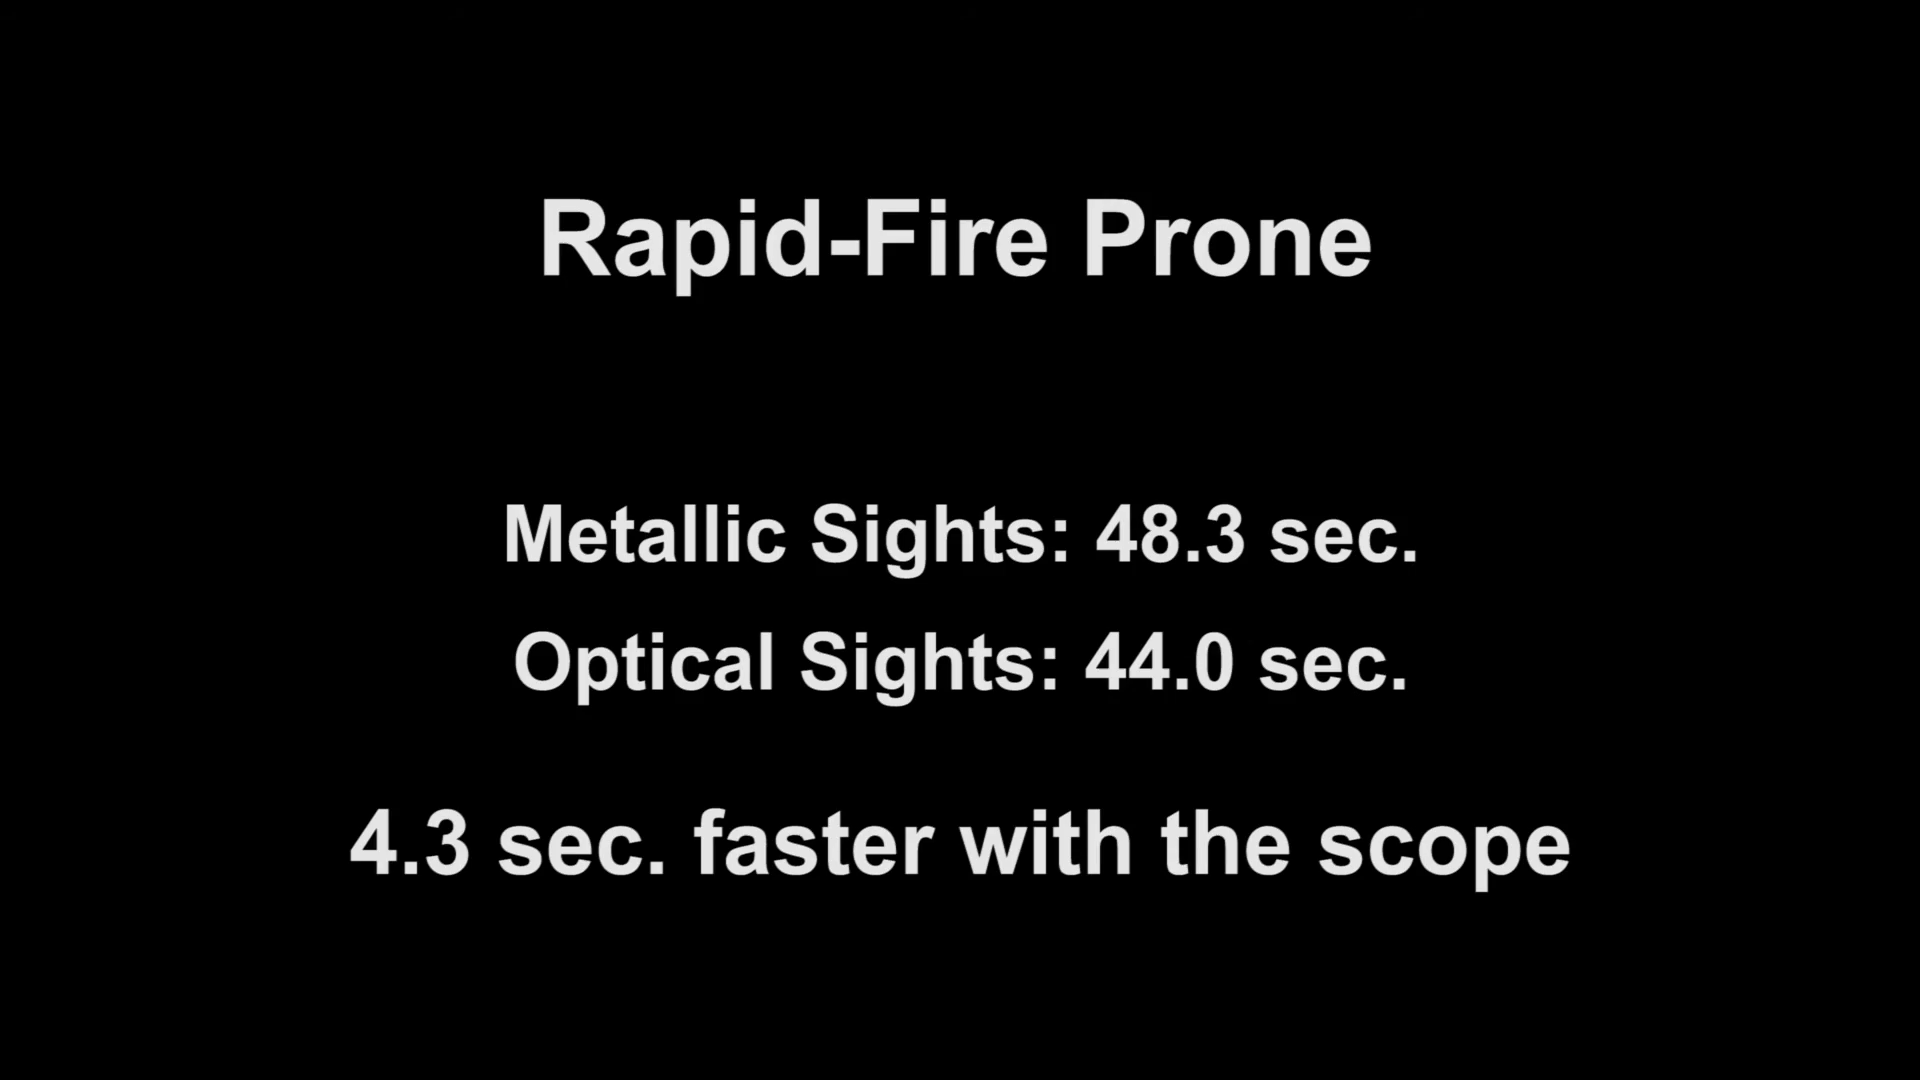 Rapid-Fire Prone
Metallic Sights: 48.3 sec.
Optical Sights: 44.0 sec.
4.3 sec. faster with the scope